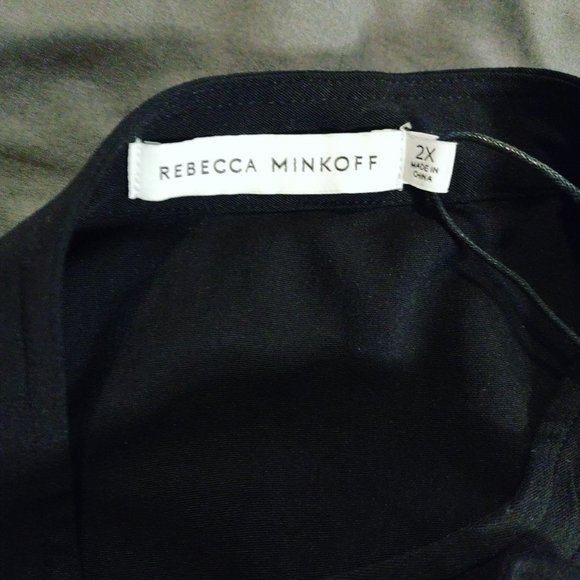 REBECCA MINKOFF
2X
MADE IN
CHINA